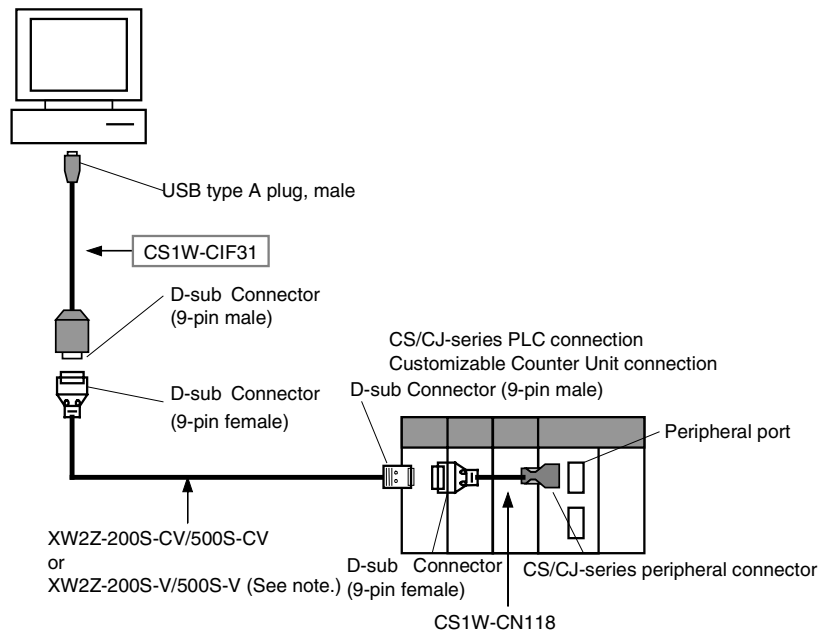 USB type A plug, male
CS1W-CIF31
D-sub Connector
(9-pin male)
CS/CJ-series PLC connection
Customizable Counter Unit connection
D-sub Connector (9-pin male)
D-sub Connector
(9-pin female)
Peripheral port
XW2Z-200S-CV/500S-CV
or
XW2Z-200S-V/500S-V (See note.)
D-sub Connector
(9-pin female)
CS/CJ-series peripheral connector
CS1W-CN118